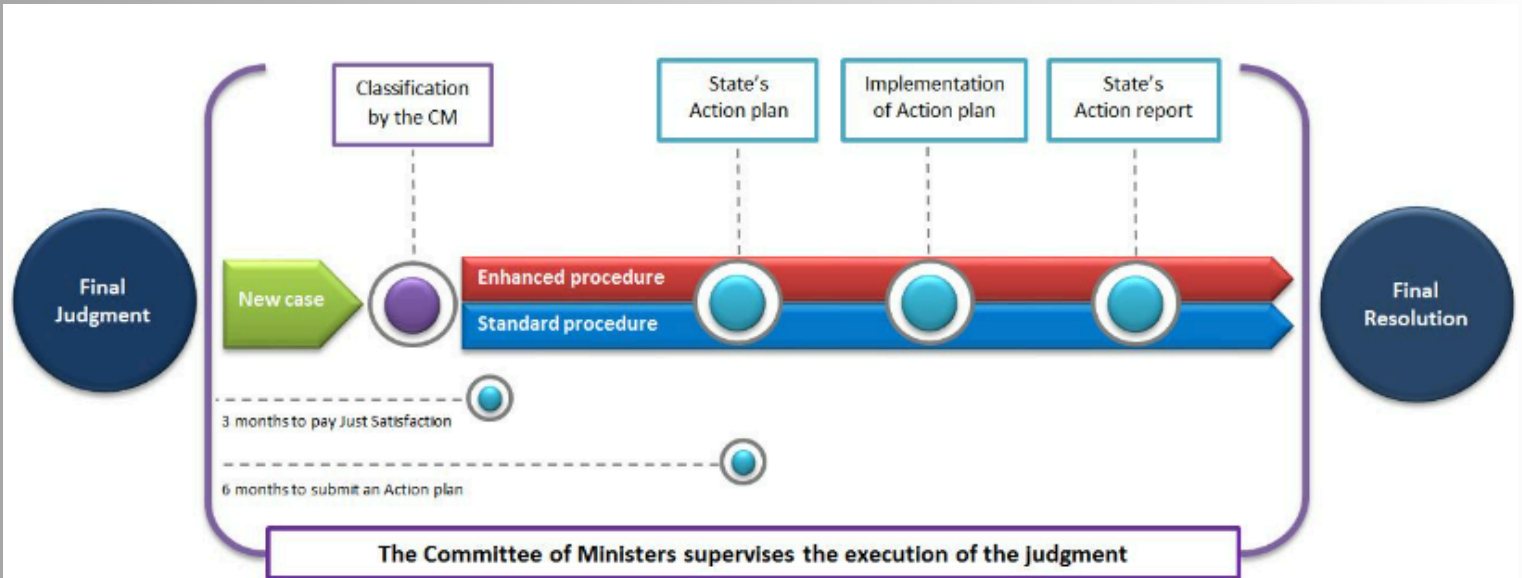 Classification
by the CM
State's
Action plan
Implementation
of Action plan
State's
Action report
Final
Judgment
New case
Enhanced procedure
Standard procedure
Final
Resolution
3 months to pay Just Satisfaction
6 months to submit an Action plan
The Committee of Ministers supervises the execution of the judgment